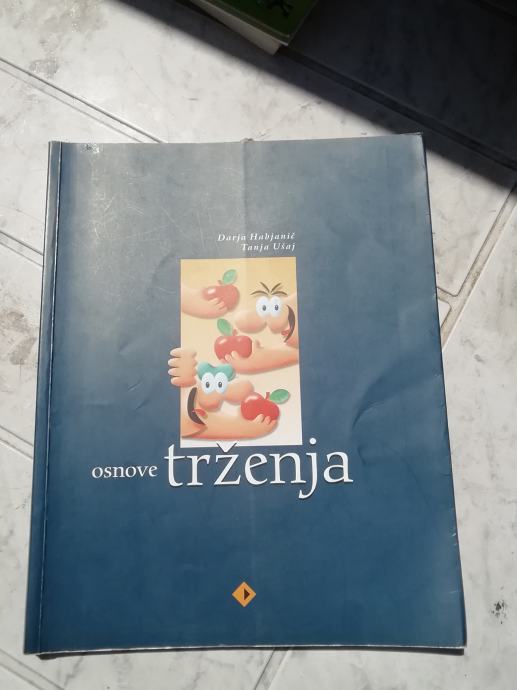 Darja Habjanič
Tanja Ušaj
osnove trženja